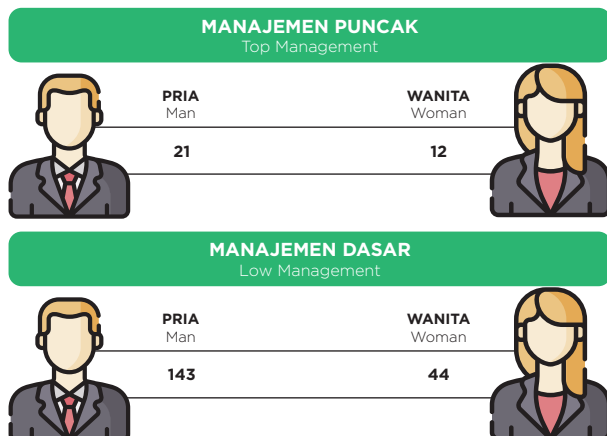 MANAJEMEN PUNCAK
Top Management
PRIA WANITA
Man Woman
21 12
MANAJEMEN DASAR
Low Management
PRIA WANITA
Man Woman
143 44